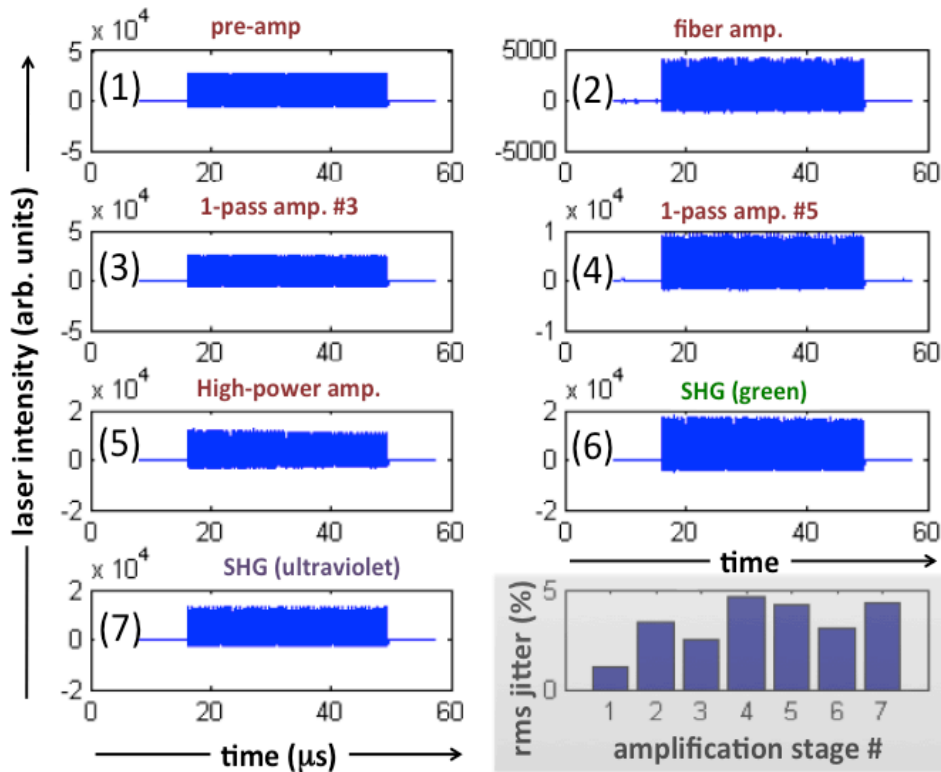 pre-amp
x 10^4
5
0
-5
(1)
0 20 40 60
fiber amp.
5000
0
-5000
(2)
0 20 40 60
1-pass amp. #3
x 10^4
5
0
-5
(3)
0 20 40 60
1-pass amp. #5
x 10^4
1
0
-1
(4)
0 20 40 60
High-power amp.
x 10^4
2
0
-2
(5)
0 20 40 60
SHG (green)
x 10^4
2
0
-2
(6)
0 20 40 60
time
SHG (ultraviolet)
x 10^4
2
0
-2
(7)
0 20 40 60
time (μs)
laser intensity (arb. units)
rms jitter (%)
5
0
1 2 3 4 5 6 7
amplification stage #